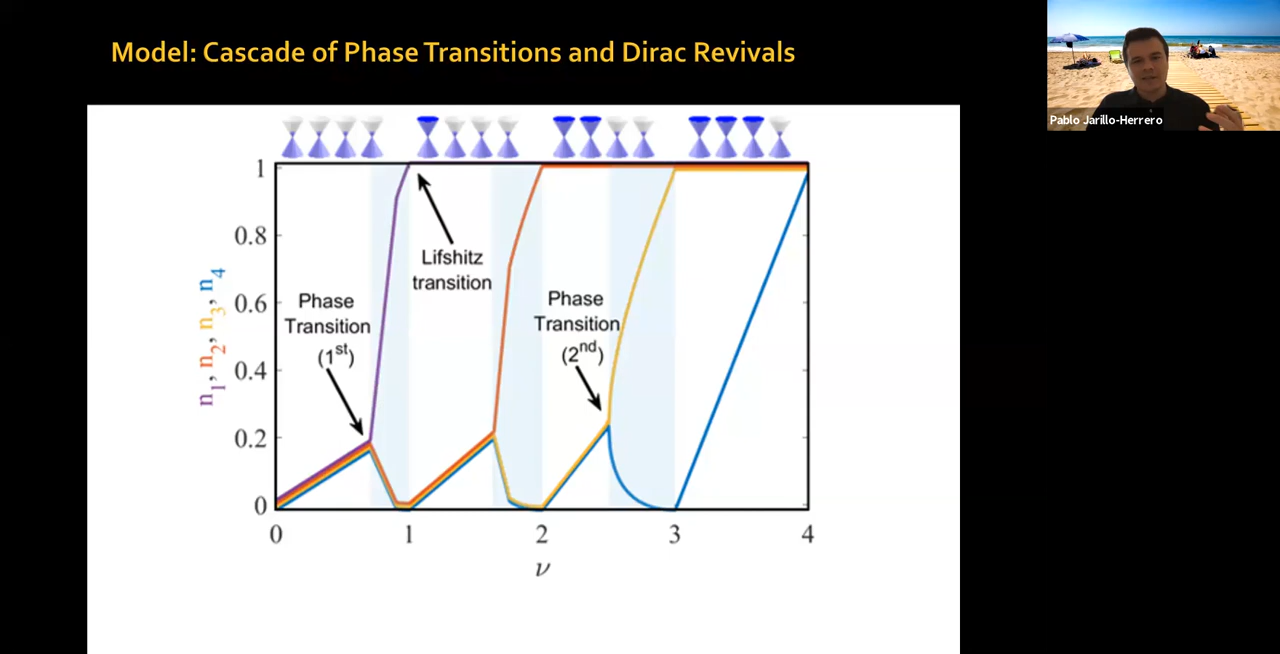 Model: Cascade of Phase Transitions and Dirac Revivals
Pablo Jarillo-Herrero
1
0.8
0.6
0.4
0.2
0
n1, n2, n3, n4
Phase
Transition
(1st)
Lifshitz
transition
Phase
Transition
(2nd)
0 1 2 3 4
ν